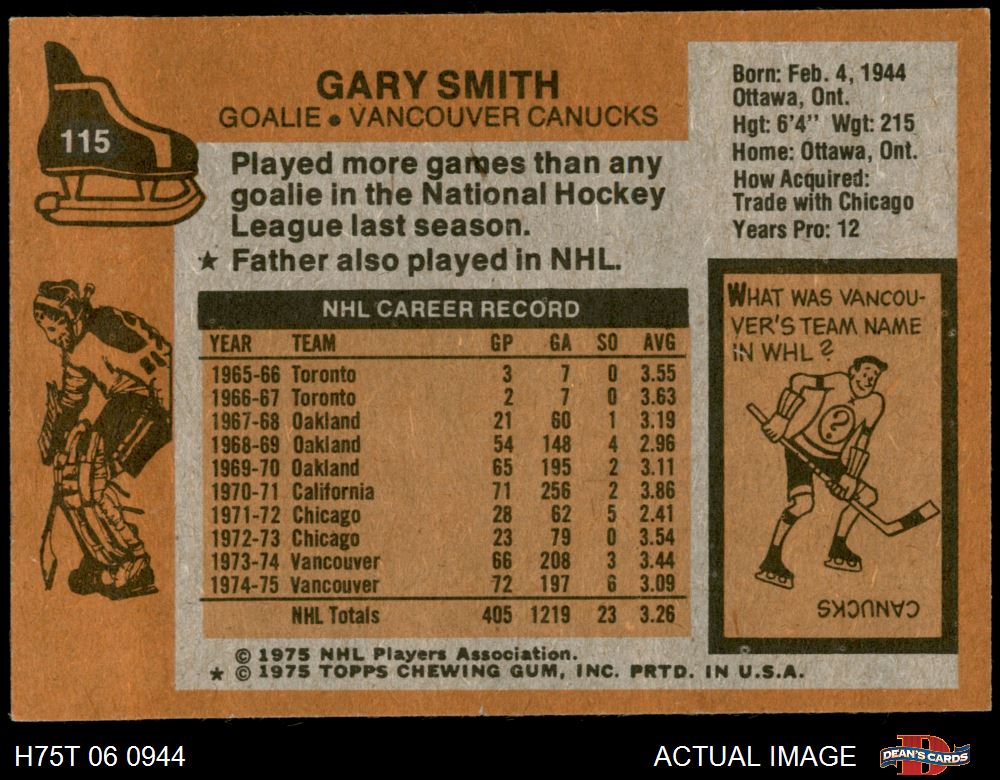 115
GARY SMITH
GOALIE ● VANCOUVER CANUCKS
Played more games than any
goalie in the National Hockey
League last season.
★ Father also played in NHL.
Born: Feb. 4, 1944
Ottawa, Ont.
Hgt: 6'4" Wgt: 215
Home: Ottawa, Ont.
How Acquired:
Trade with Chicago
Years Pro: 12
NHL CAREER RECORD
YEAR TEAM GP GA SO AVG
1965-66 Toronto 3 7 0 3.55
1966-67 Toronto 2 7 0 3.63
1967-68 Oakland 21 60 1 3.19
1968-69 Oakland 54 148 4 2.96
1969-70 Oakland 65 195 2 3.11
1970-71 California 71 256 2 3.86
1971-72 Chicago 28 62 5 2.41
1972-73 Chicago 23 79 0 3.54
1973-74 Vancouver 66 208 3 3.44
1974-75 Vancouver 72 197 6 3.09
NHL Totals 405 1219 23 3.26
WHAT WAS VANCOU-
VER'S TEAM NAME
IN WHL?
?
CANUCKS
© 1975 NHL Players Association.
★ © 1975 TOPPS CHEWING GUM, INC. PRTD. IN U.S.A.
H75T 06 0944
ACTUAL IMAGE
D
DEAN'S CARDS